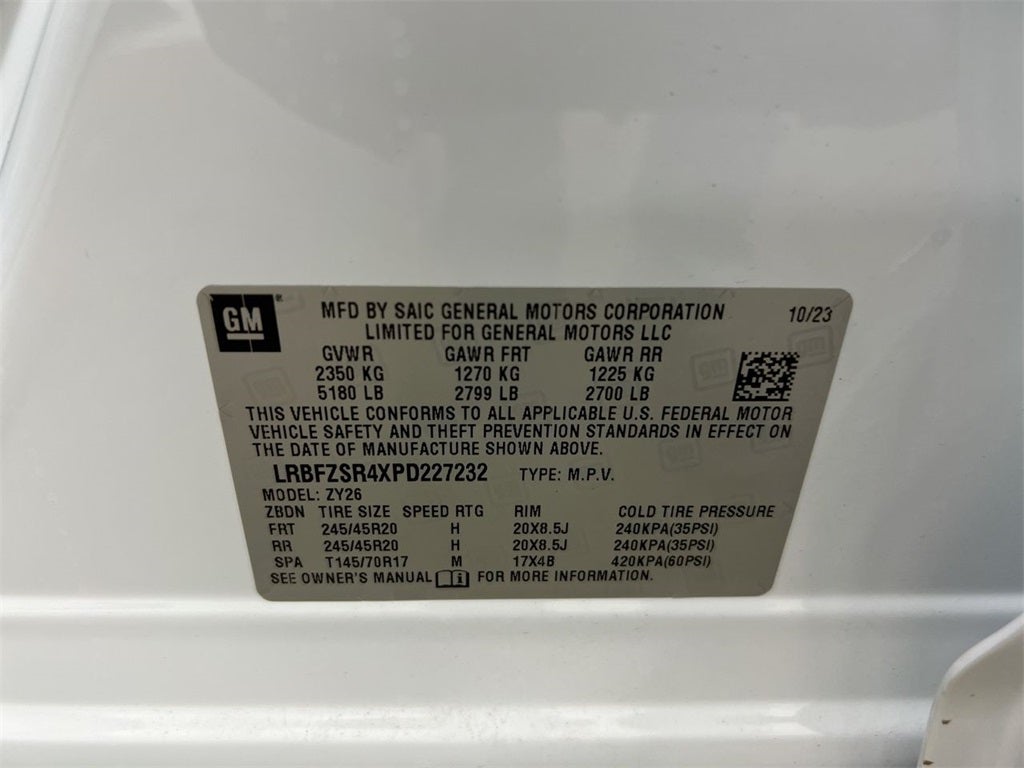 GM
MFD BY SAIC GENERAL MOTORS CORPORATION 10/23
LIMITED FOR GENERAL MOTORS LLC
GVWR GAWR FRT GAWR RR
2350 KG 1270 KG 1225 KG
5180 LB 2799 LB 2700 LB
THIS VEHICLE CONFORMS TO ALL APPLICABLE U.S. FEDERAL MOTOR
VEHICLE SAFETY AND THEFT PREVENTION STANDARDS IN EFFECT ON
THE DATE OF MANUFACTURE SHOWN ABOVE.
LRBFZSR4XPD227232 TYPE: M.P.V.
MODEL: ZY26
ZBDN TIRE SIZE SPEED RTG RIM COLD TIRE PRESSURE
FRT 245/45R20 H 20X8.5J 240KPA(35PSI)
RR 245/45R20 H 20X8.5J 240KPA(35PSI)
SPA T145/70R17 M 17X4B 420KPA(60PSI)
SEE OWNER'S MANUAL FOR MORE INFORMATION.